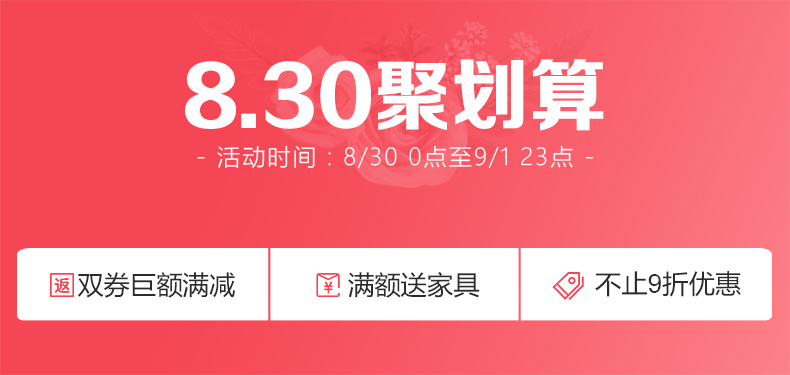 8.30聚划算
- 活动时间：8/30 0点至9/1 23点 -
返 双券巨额满减
¥ 满额送家具
不止9折优惠